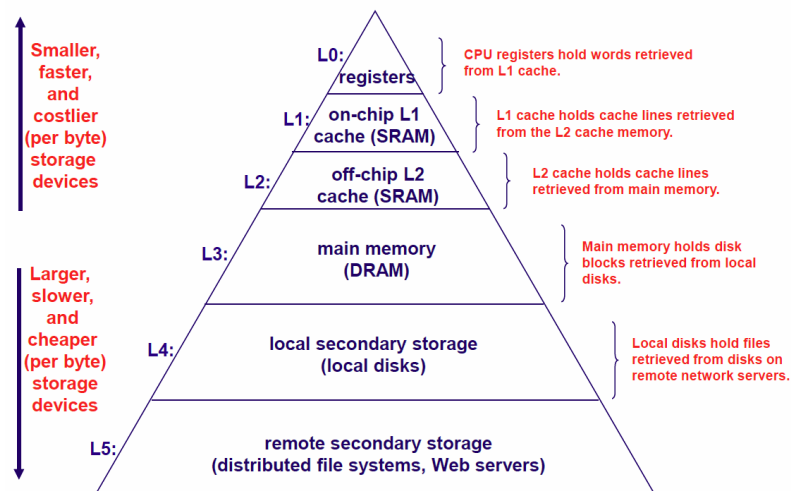 Smaller,
faster,
and
costlier
(per byte)
storage
devices
Larger,
slower,
and
cheaper
(per byte)
storage
devices
L0:
registers
CPU registers hold words retrieved
from L1 cache.
L1:
on-chip L1
cache (SRAM)
L1 cache holds cache lines retrieved
from the L2 cache memory.
L2:
off-chip L2
cache (SRAM)
L2 cache holds cache lines
retrieved from main memory.
L3:
main memory
(DRAM)
Main memory holds disk
blocks retrieved from local
disks.
L4:
local secondary storage
(local disks)
Local disks hold files
retrieved from disks on
remote network servers.
L5:
remote secondary storage
(distributed file systems, Web servers)